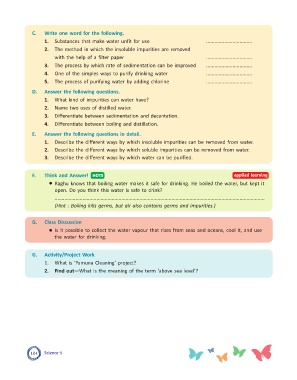 C. Write one word for the following.
1. Substances that make water unfit for use ..............................
2. The method in which the insoluble impurities are removed
with the help of a filter paper ..............................
3. The process by which rate of sedimentation can be improved ..............................
4. One of the simples ways to purify drinking water ..............................
5. The process of purifying water by adding chlorine ..............................
D. Answer the following questions.
1. What kind of impurities can water have?
2. Name two uses of distilled water.
3. Differentiate between sedimentation and decantation.
4. Differentiate between boiling and distillation.
E. Answer the following questions in detail.
1. Describe the different ways by which insoluble impurities can be removed from water.
2. Describe the different ways by which soluble impurities can be removed from water.
3. Describe the different ways by which water can be purified.
F. Think and Answer! HOTS applied learning
• Raghu knows that boiling water makes it safe for drinking. He boiled the water, but kept it
open. Do you think this water is safe to drink?
(Hint : Boiling kills germs, but air also contains germs and impurities.)
G. Class Discussion
• Is it possible to collect the water vapour that rises from seas and oceans, cool it, and use
the water for drinking.
G. Activity/Project Work
1. What is 'Yamuna Cleaning' project?
2. Find out—What is the meaning of the term 'above sea level'?
Science-5